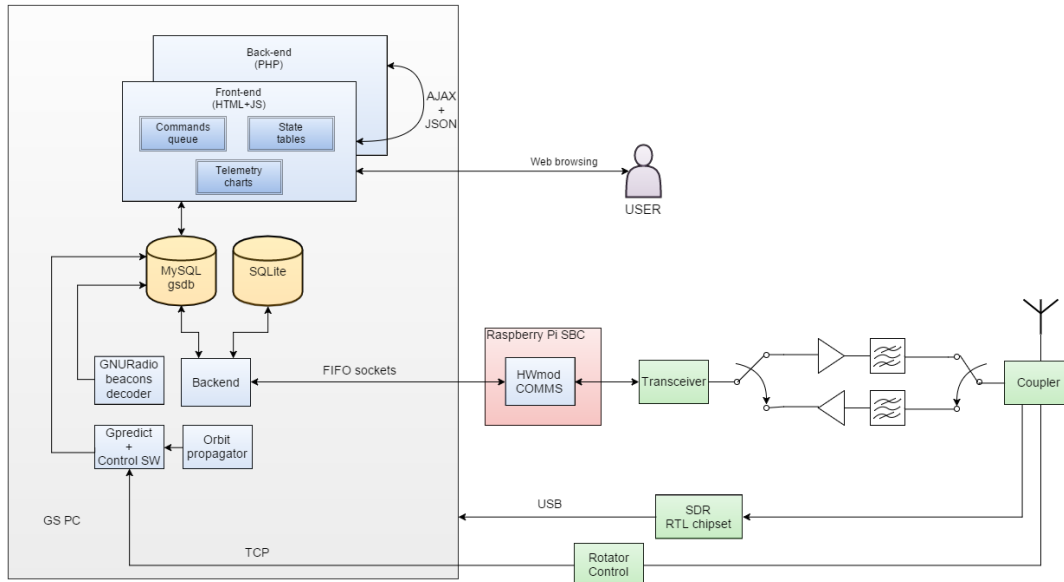 Back-end
(PHP)
Front-end
(HTML+JS)
Commands
queue
State
tables
Telemetry
charts
AJAX
+
JSON
Web browsing
USER
MySQL
gsdb
SQLite
GNURadio
beacons
decoder
Backend
FIFO sockets
Raspberry Pi SBC
HWmod
COMMS
Transceiver
Coupler
Gpredict
+
Control SW
Orbit
propagator
GS PC
USB
SDR
RTL chipset
TCP
Rotator
Control